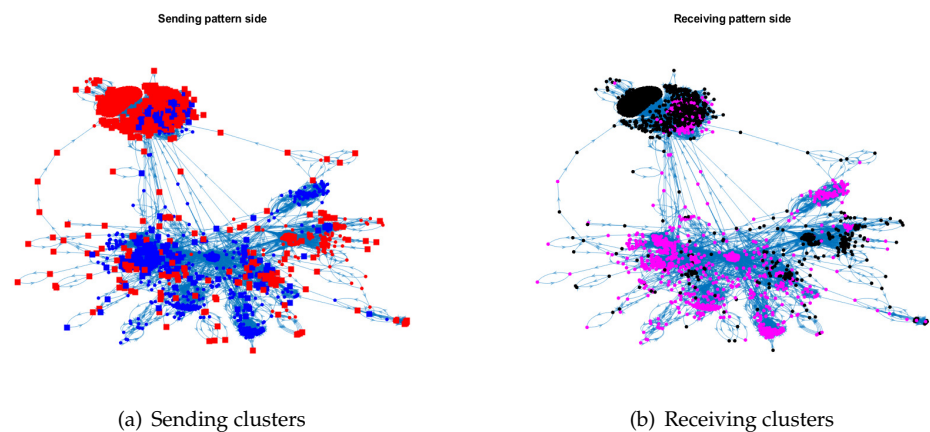 Sending pattern side
Receiving pattern side
(a) Sending clusters
(b) Receiving clusters